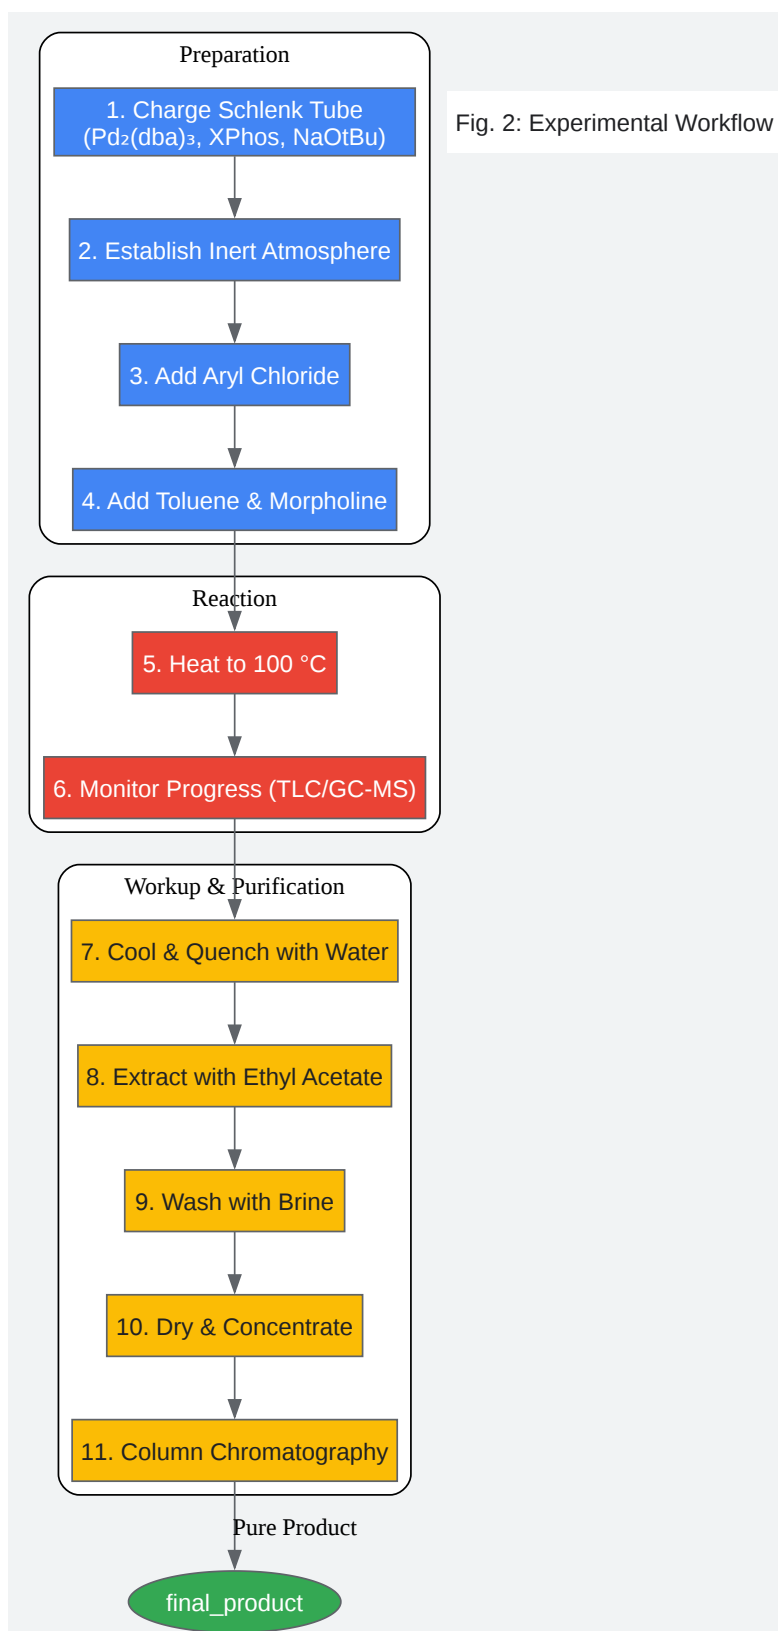 Preparation
1. Charge Schlenk Tube
(Pd₂(dba)₃, XPhos, NaOtBu)
Fig. 2: Experimental Workflow
2. Establish Inert Atmosphere
3. Add Aryl Chloride
4. Add Toluene & Morpholine
Reaction
5. Heat to 100 °C
6. Monitor Progress (TLC/GC-MS)
Workup & Purification
7. Cool & Quench with Water
8. Extract with Ethyl Acetate
9. Wash with Brine
10. Dry & Concentrate
11. Column Chromatography
Pure Product
final_product